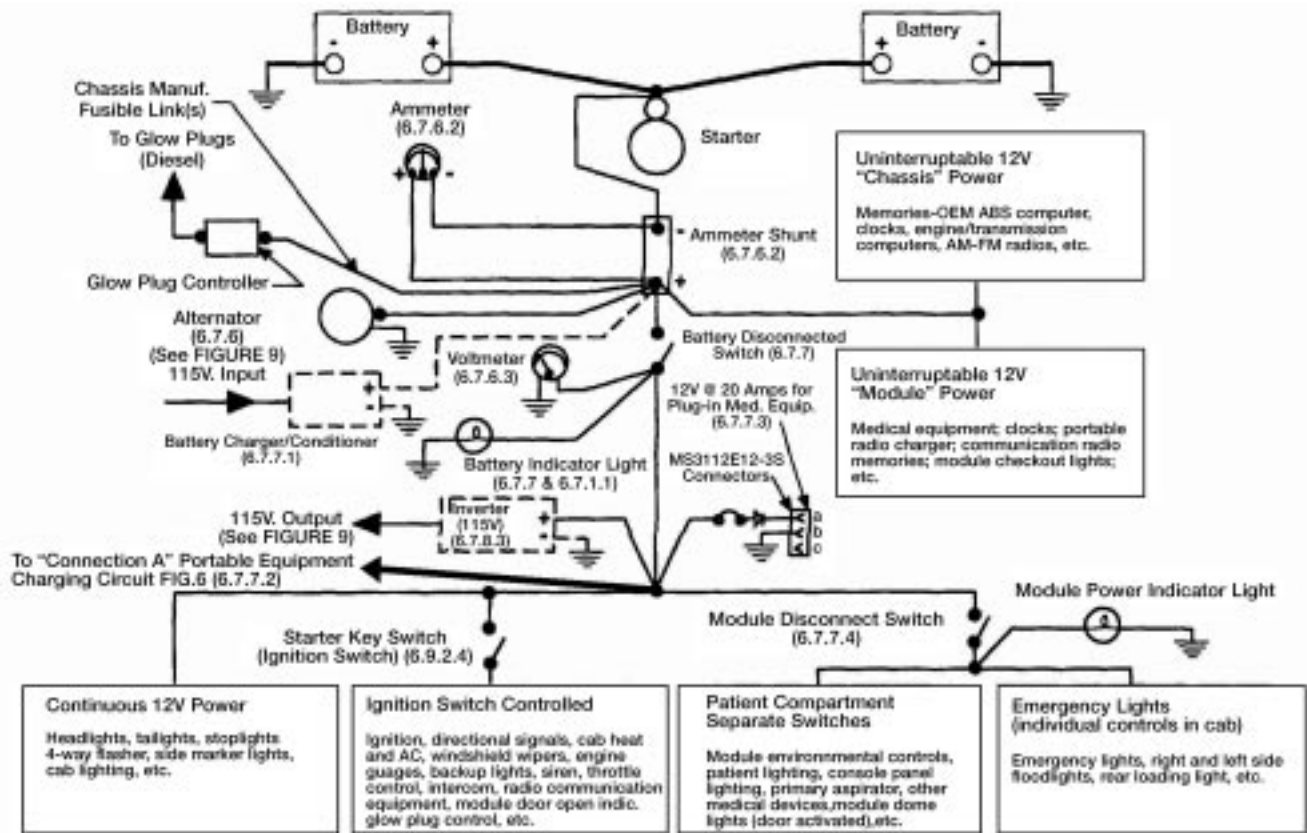 Battery
- +
Battery
+ -
Chassis Manuf.
Fusible Link(s)
To Glow Plugs
(Diesel)
Ammeter
(6.7.6.2)
+ -
Starter
Uninterruptable 12V
"Chassis" Power
Memories-OEM ABS computer,
clocks, engine/transmission
computers, AM-FM radios, etc.
-
Ammeter Shunt
(6.7.6.2)
+
Glow Plug Controller
Alternator
(6.7.6)
(See FIGURE 9)
115V. Input
+
-
Battery Charger/Conditioner
(6.7.7.1)
Voltmeter
(6.7.6.3)
Battery Disconnected
Switch (6.7.7)
12V @ 20 Amps for
Plug-in Med. Equip.
(6.7.7.3)
MS3112E12-3S
Connectors
Uninterruptable 12V
"Module" Power
Medical equipment; clocks; portable
radio charger; communication radio
memories; module checkout lights;
etc.
Battery Indicator Light
(6.7.7 & 6.7.1.1)
115V. Output
(See FIGURE 9)
Inverter
(115V)
(6.7.8.3)
+
-
a
b
c
To "Connection A" Portable Equipment
Charging Circuit FIG.6 (6.7.7.2)
Starter Key Switch
(Ignition Switch) (6.9.2.4)
Module Disconnect Switch
(6.7.7.4)
Module Power Indicator Light
Continuous 12V Power
Headlights, tailights, stoplights
4-way flasher, side marker lights,
cab lighting, etc.
Ignition Switch Controlled
Ignition, directional signals, cab heat
and AC, windshield wipers, engine
guages, backup lights, siren, throttle
control, intercom, radio communication
equipment, module door open indic.
glow plug control, etc.
Patient Compartment
Separate Switches
Module environnmental controls,
patient lighting, console panel
lighting, primary aspirator, other
medical devices,module dome
lights (door activated),etc.
Emergency Lights
(individual controls in cab)
Emergency lights, right and left side
floodlights, rear loading light, etc.